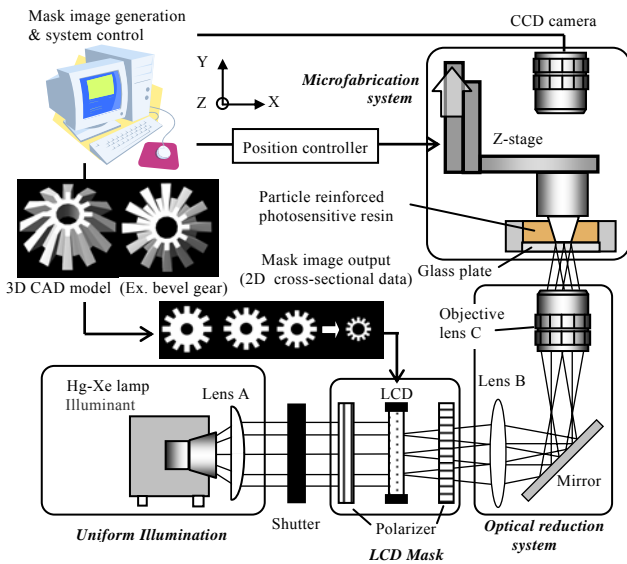 Mask image generation
& system control
CCD camera
Y
Z
X
Microfabrication
system
Z-stage
Position controller
Particle reinforced
photosensitive resin
Glass plate
3D CAD model
(Ex. bevel gear)
Mask image output
(2D cross-sectional data)
Objective
lens C
Hg-Xe lamp
Illuminant
Lens A
LCD
Lens B
Mirror
Shutter
Polarizer
Uniform Illumination
LCD Mask
Optical reduction
system